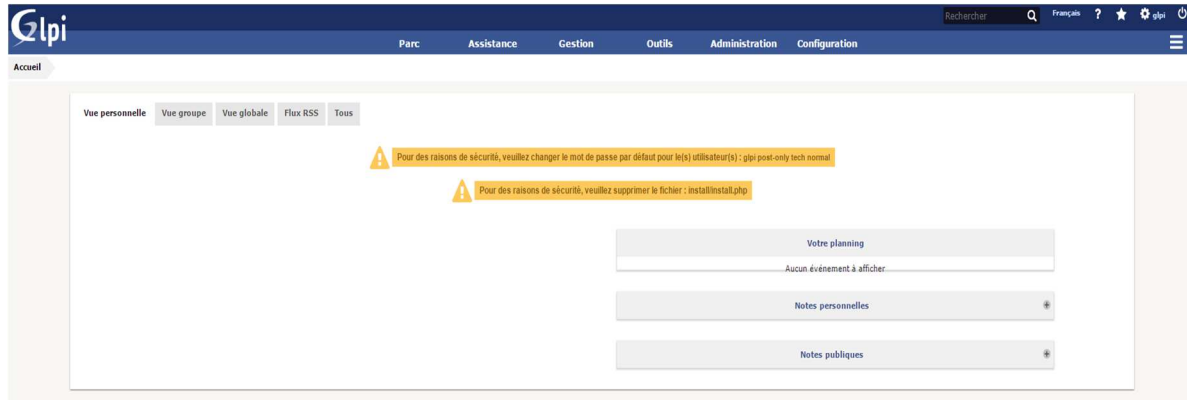 Glpi
Rechercher Français ? glpi
Parc Assistance Gestion Outils Administration Configuration
Accueil
Vue personnelle Vue groupe Vue globale Flux RSS Tous
Pour des raisons de sécurité, veuillez changer le mot de passe par défaut pour le(s) utilisateur(s) : glpi post-only tech normal
Pour des raisons de sécurité, veuillez supprimer le fichier : install/install.php
Votre planning
Aucun événement à afficher
Notes personnelles
Notes publiques